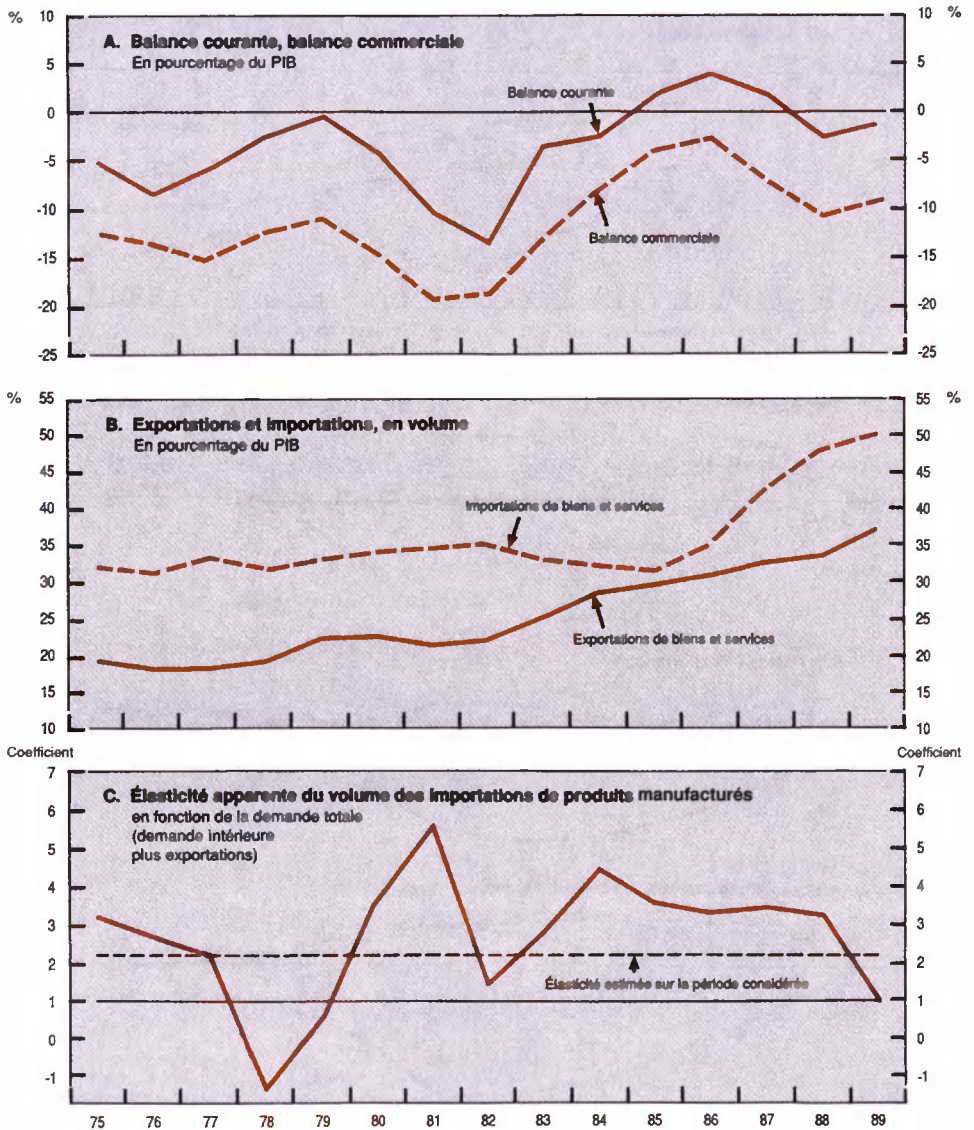 % 10 10 %
A. Balance courante, balance commerciale
En pourcentage du PIB
5 5
Balance courante
0 0
-5 -5
-10 -10
Balance commerciale
-15 -15
-20 -20
-25 -25
% 55 55 %
B. Exportations et importations, en volume
En pourcentage du PIB
50 50
45 45
40 40
Importations de biens et services
35 35
30 30
25 25
Exportations de biens et services
20 20
15 15
10 10
Coefficient Coefficient
7 7
C. Élasticité apparente du volume des importations de produits manufacturés
en fonction de la demande totale
(demande intérieure
plus exportations)
6 6
5 5
4 4
3 3
2 2
Élasticité estimée sur la période considérée
1 1
0 0
-1 -1
75 76 77 78 79 80 81 82 83 84 85 86 87 88 89